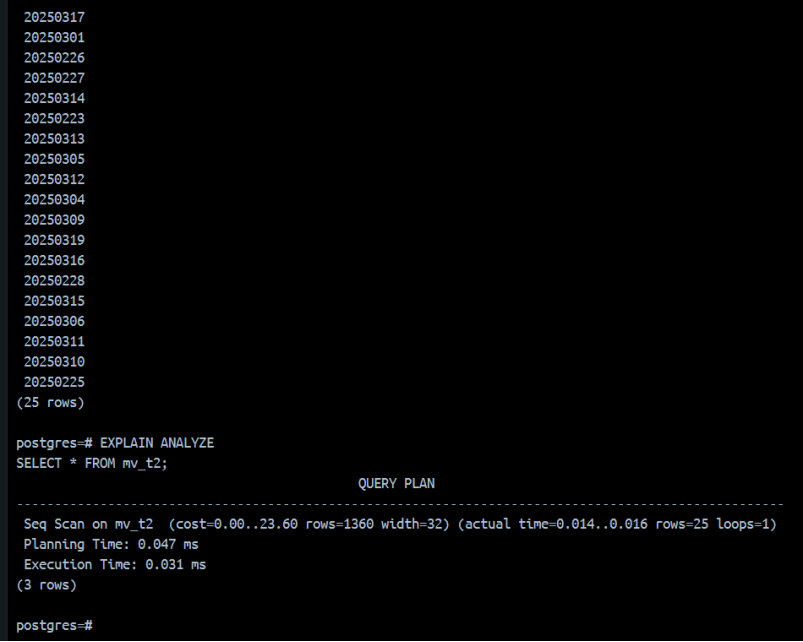 20250317
20250301
20250226
20250227
20250314
20250223
20250313
20250305
20250312
20250304
20250309
20250319
20250316
20250228
20250315
20250306
20250311
20250310
20250225
(25 rows)
postgres=# EXPLAIN ANALYZE
SELECT * FROM mv_t2;
QUERY PLAN
-----------------------------------------------------------------------------------------------------
Seq Scan on mv_t2  (cost=0.00..23.60 rows=1360 width=32) (actual time=0.014..0.016 rows=25 loops=1)
Planning Time: 0.047 ms
Execution Time: 0.031 ms
(3 rows)
postgres=#